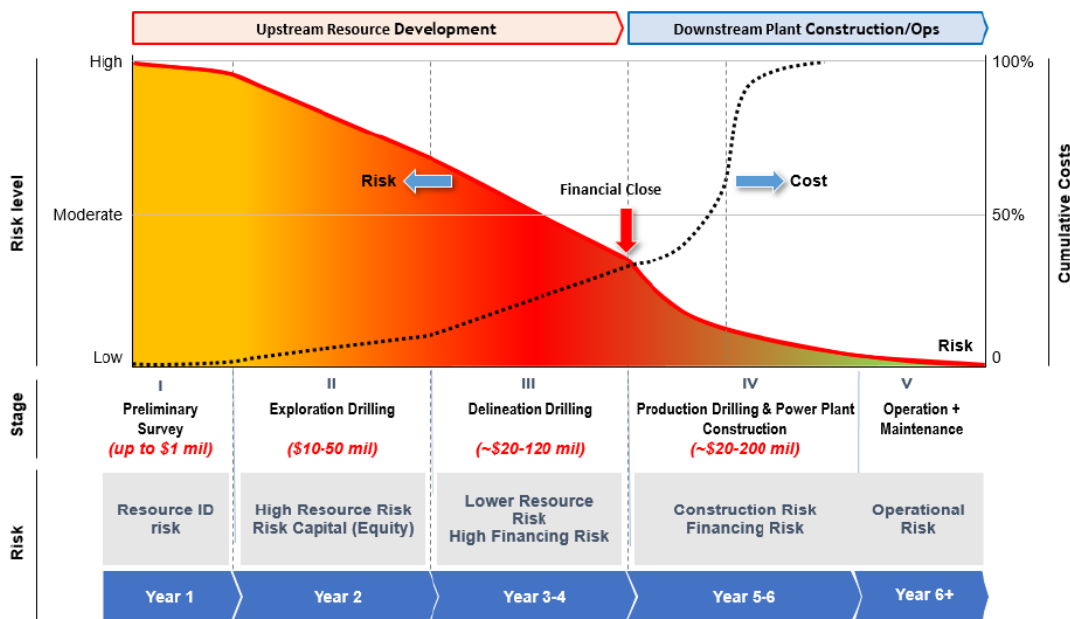 Upstream Resource Development
Downstream Plant Construction/Ops
High
100%
Risk
Cost
Financial Close
Risk level
Moderate
50%
Cumulative Costs
Low
Risk
0
Stage
I
II
III
IV
V
Preliminary
Survey
(up to $1 mil)
Exploration Drilling
($10-50 mil)
Delineation Drilling
(~$20-120 mil)
Production Drilling & Power Plant
Construction
(~$20-200 mil)
Operation +
Maintenance
Risk
Resource ID
risk
High Resource Risk
Risk Capital (Equity)
Lower Resource
Risk
High Financing Risk
Construction Risk
Financing Risk
Operational
Risk
Year 1
Year 2
Year 3-4
Year 5-6
Year 6+